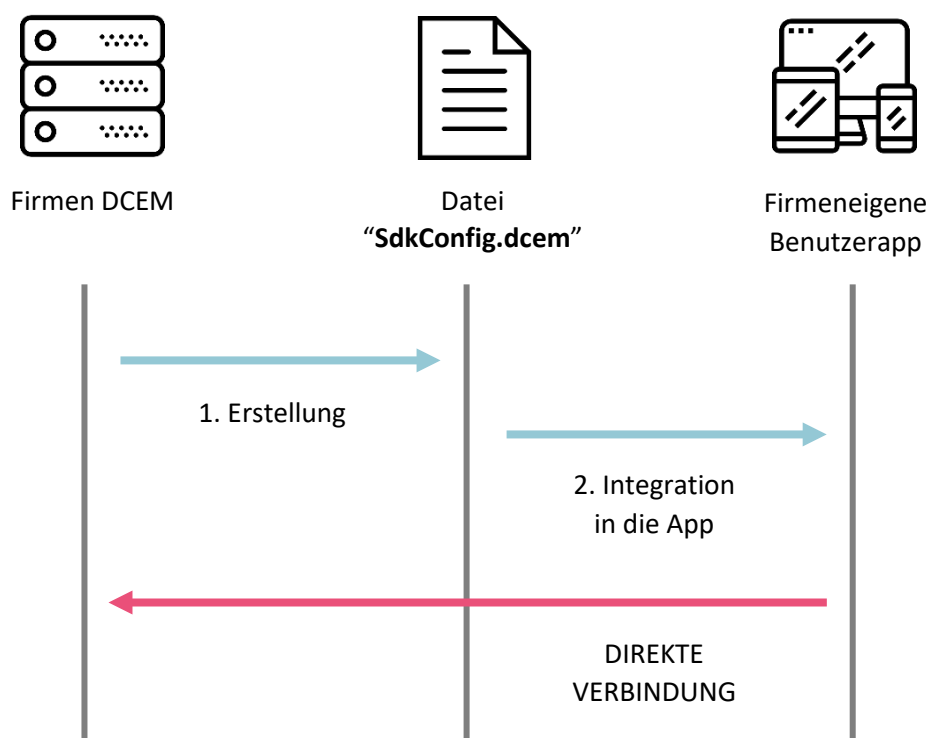 Firmen DCEM
Datei
“SdkConfig.dcem”
Firmeneigene
Benutzerapp
1. Erstellung
2. Integration
in die App
DIREKTE
VERBINDUNG